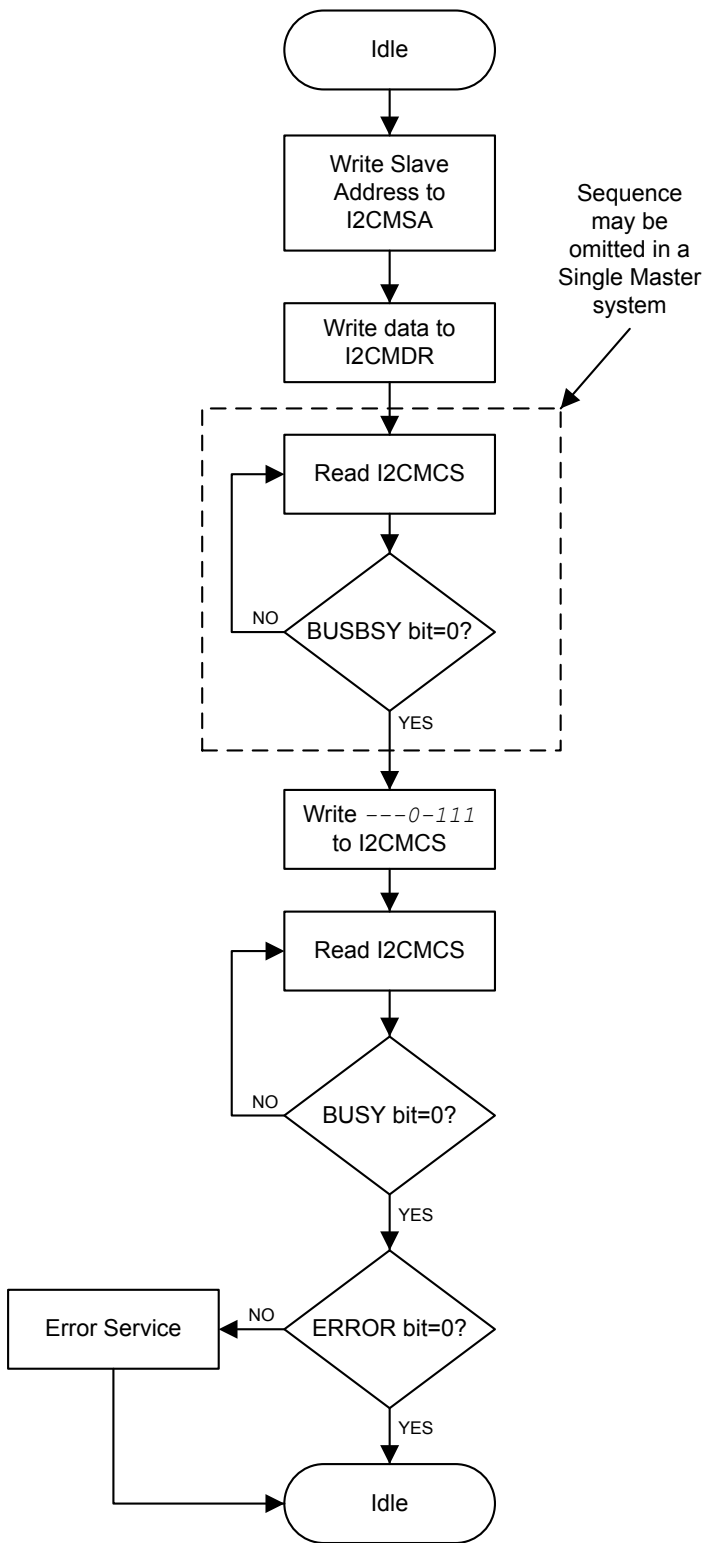 Idle
Write Slave
Address to
I2CMSA
Sequence
may be
omitted in a
Single Master
system
Write data to
I2CMDR
Read I2CMCS
BUSBSY bit=0?
NO
YES
Write ---0-111
to I2CMCS
Read I2CMCS
BUSY bit=0?
NO
YES
Error Service
NO
ERROR bit=0?
YES
Idle